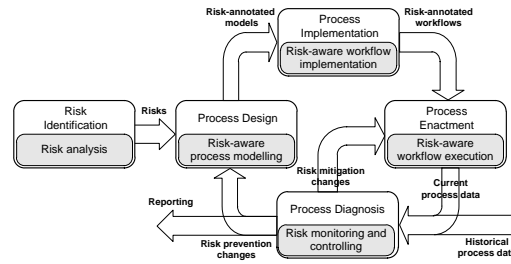 Risk-annotated
models
Process
Implementation
Risk-aware workflow
implementation
Risk-annotated
workflows
Risk
Identification
Risk analysis
Risks
Process Design
Risk-aware
process modelling
Process
Enactment
Risk-aware
workflow execution
Risk mitigation
changes
Current
process data
Reporting
Process Diagnosis
Risk monitoring and
controlling
Risk prevention
changes
Historical
process data